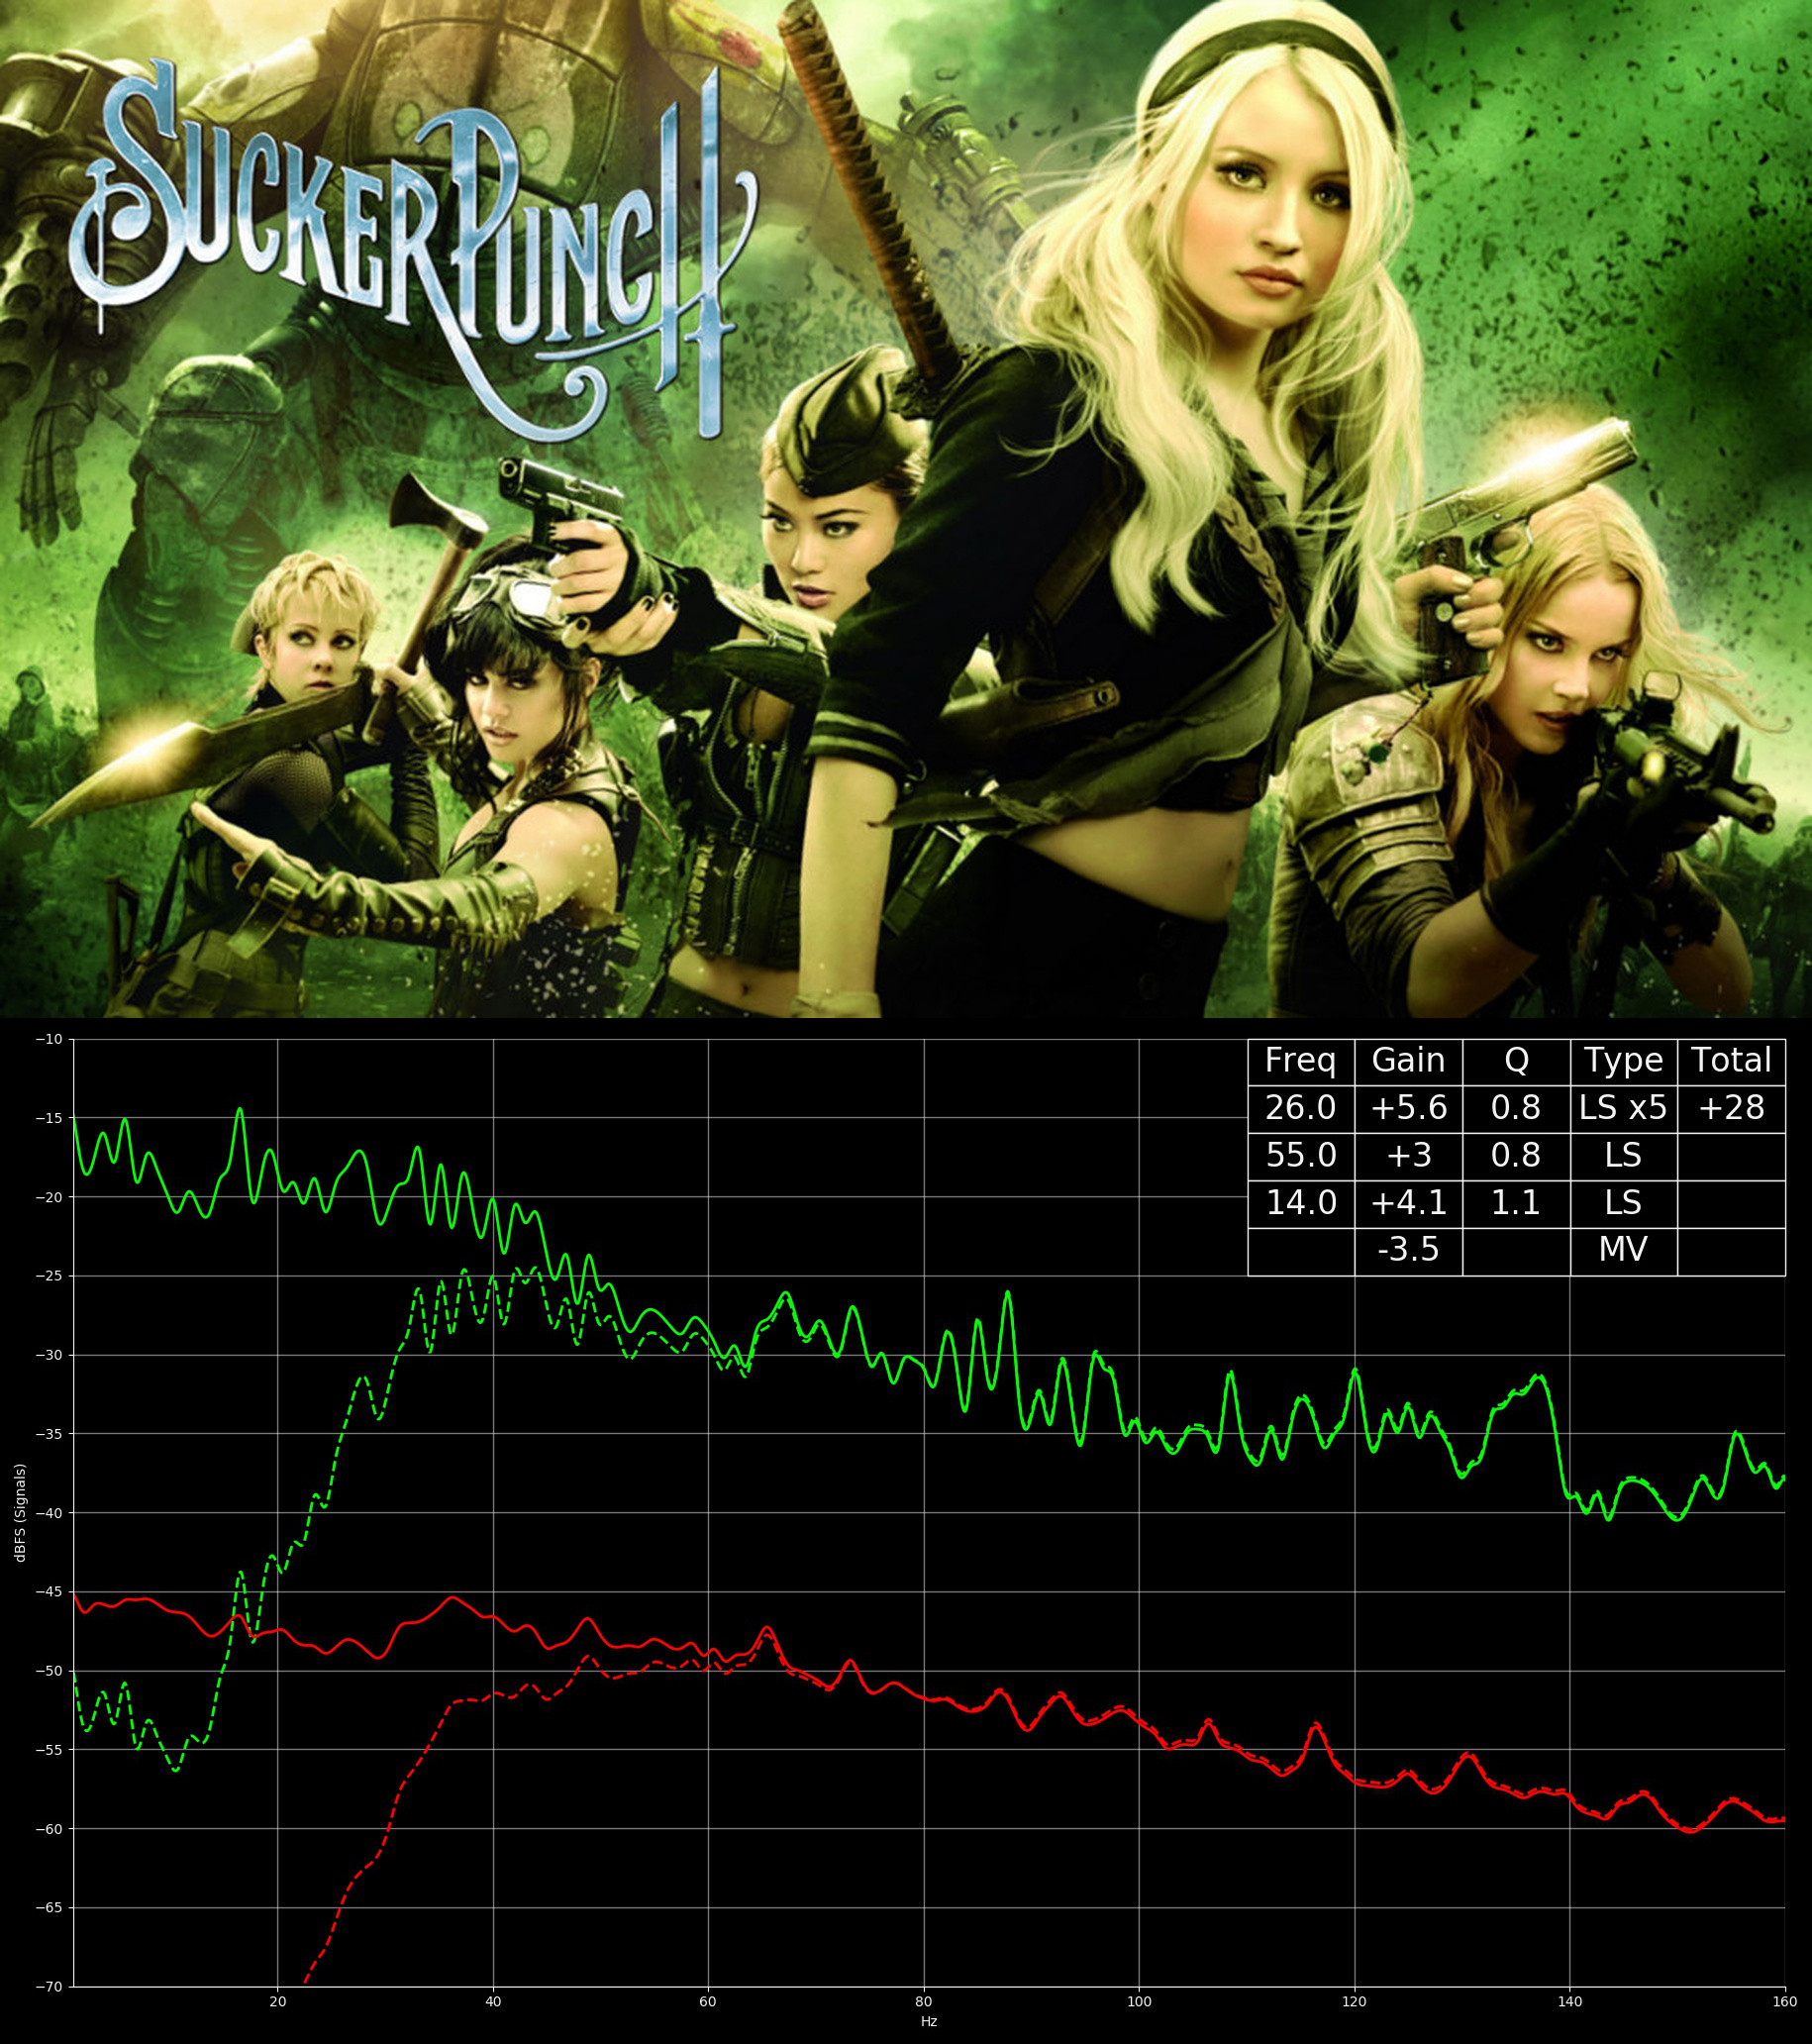 SUCKER PUNCH
Freq Gain Q Type Total
26.0 +5.6 0.8 LS x5 +28
55.0 +3 0.8 LS
14.0 +4.1 1.1 LS
-3.5 MV
−10
−15
−20
−25
−30
−35
−40
−45
−50
−55
−60
−65
−70
dBFS (Signals)
20 40 60 80 100 120 140 160
Hz